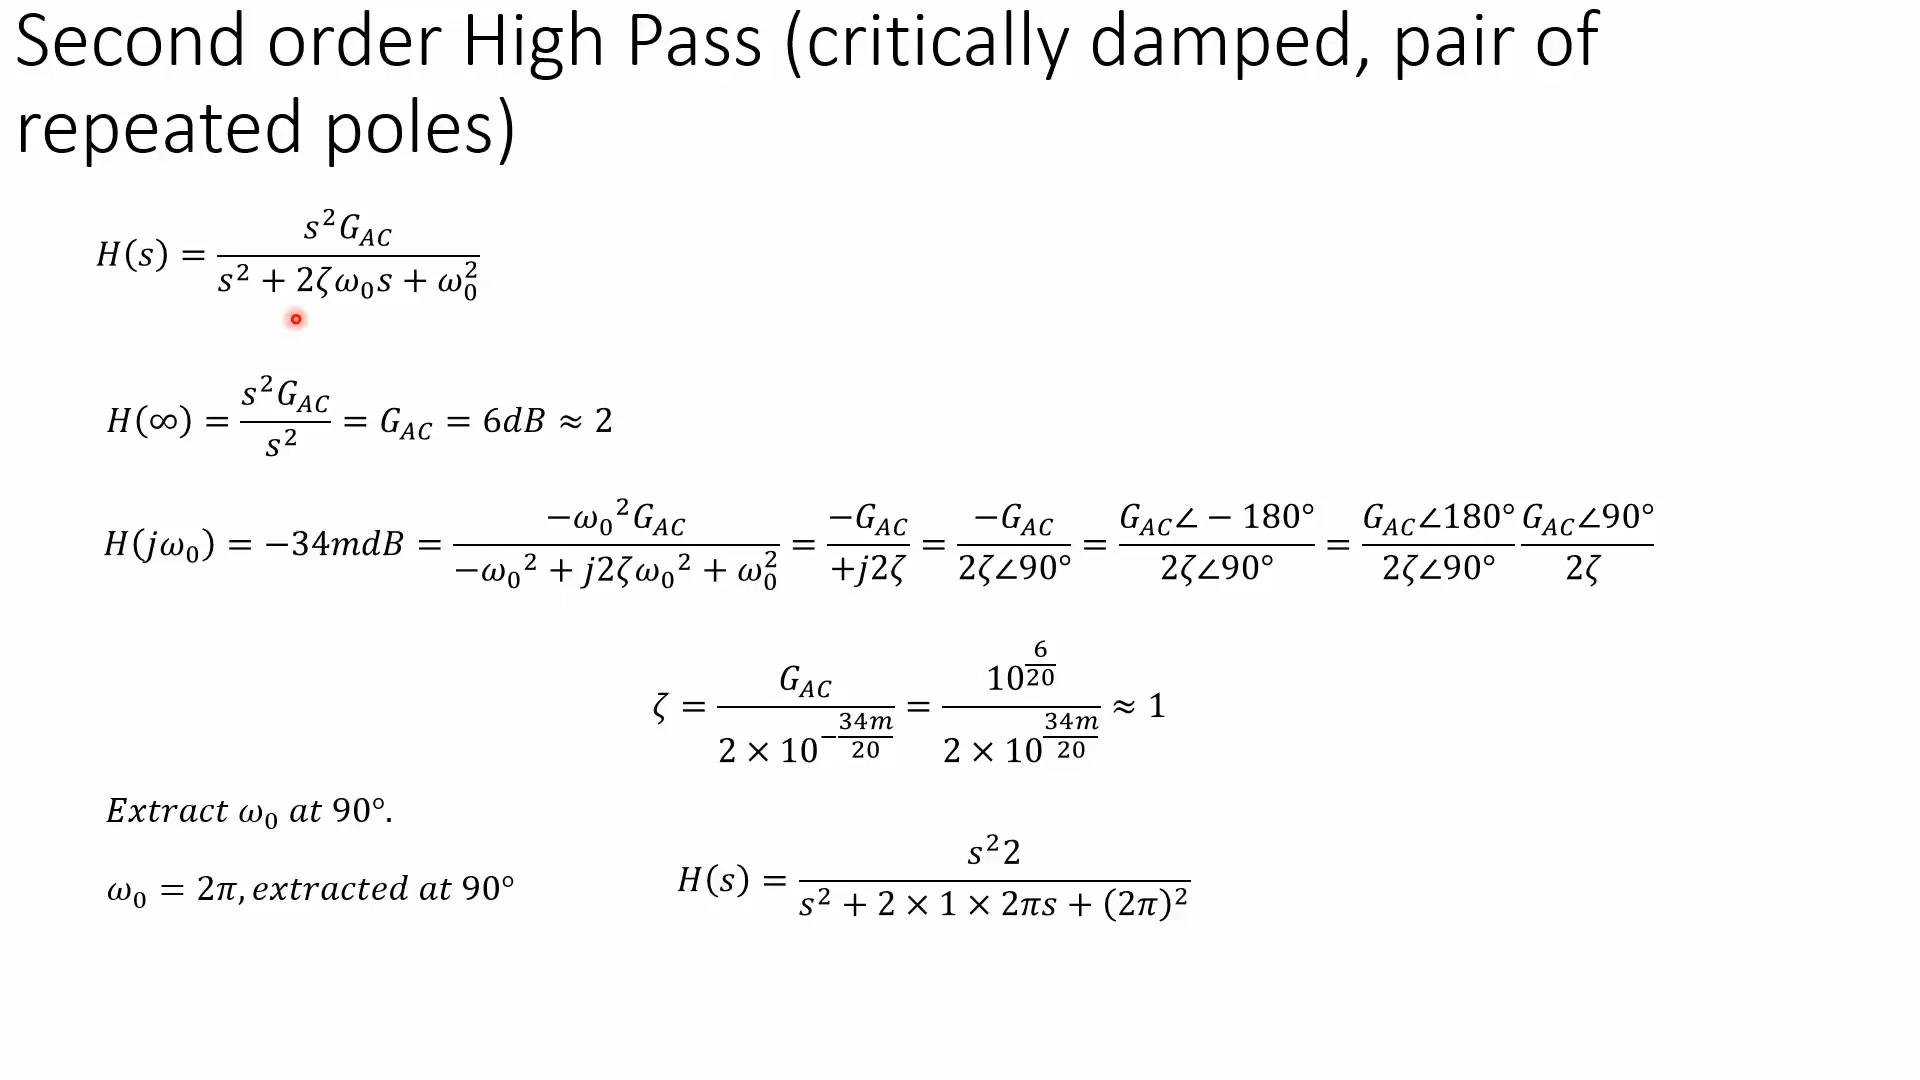 Second order High Pass (critically damped, pair of
repeated poles)
H(s) = s²G_AC / (s² + 2ζω₀s + ω₀²)
H(∞) = s²G_AC / s² = G_AC = 6dB ≈ 2
H(jω₀) = −34mdB = −ω₀²G_AC / (−ω₀² + j2ζω₀² + ω₀²) = −G_AC / +j2ζ = −G_AC / 2ζ∠90° = G_AC∠ − 180° / 2ζ∠90° = G_AC∠180° / 2ζ∠90° G_AC∠90° / 2ζ
ζ = G_AC / (2 × 10^(−34m/20)) = 10^(6/20) / (2 × 10^(34m/20)) ≈ 1
Extract ω₀ at 90°.
H(s) = s²2 / (s² + 2 × 1 × 2πs + (2π)²)
ω₀ = 2π, extracted at 90°